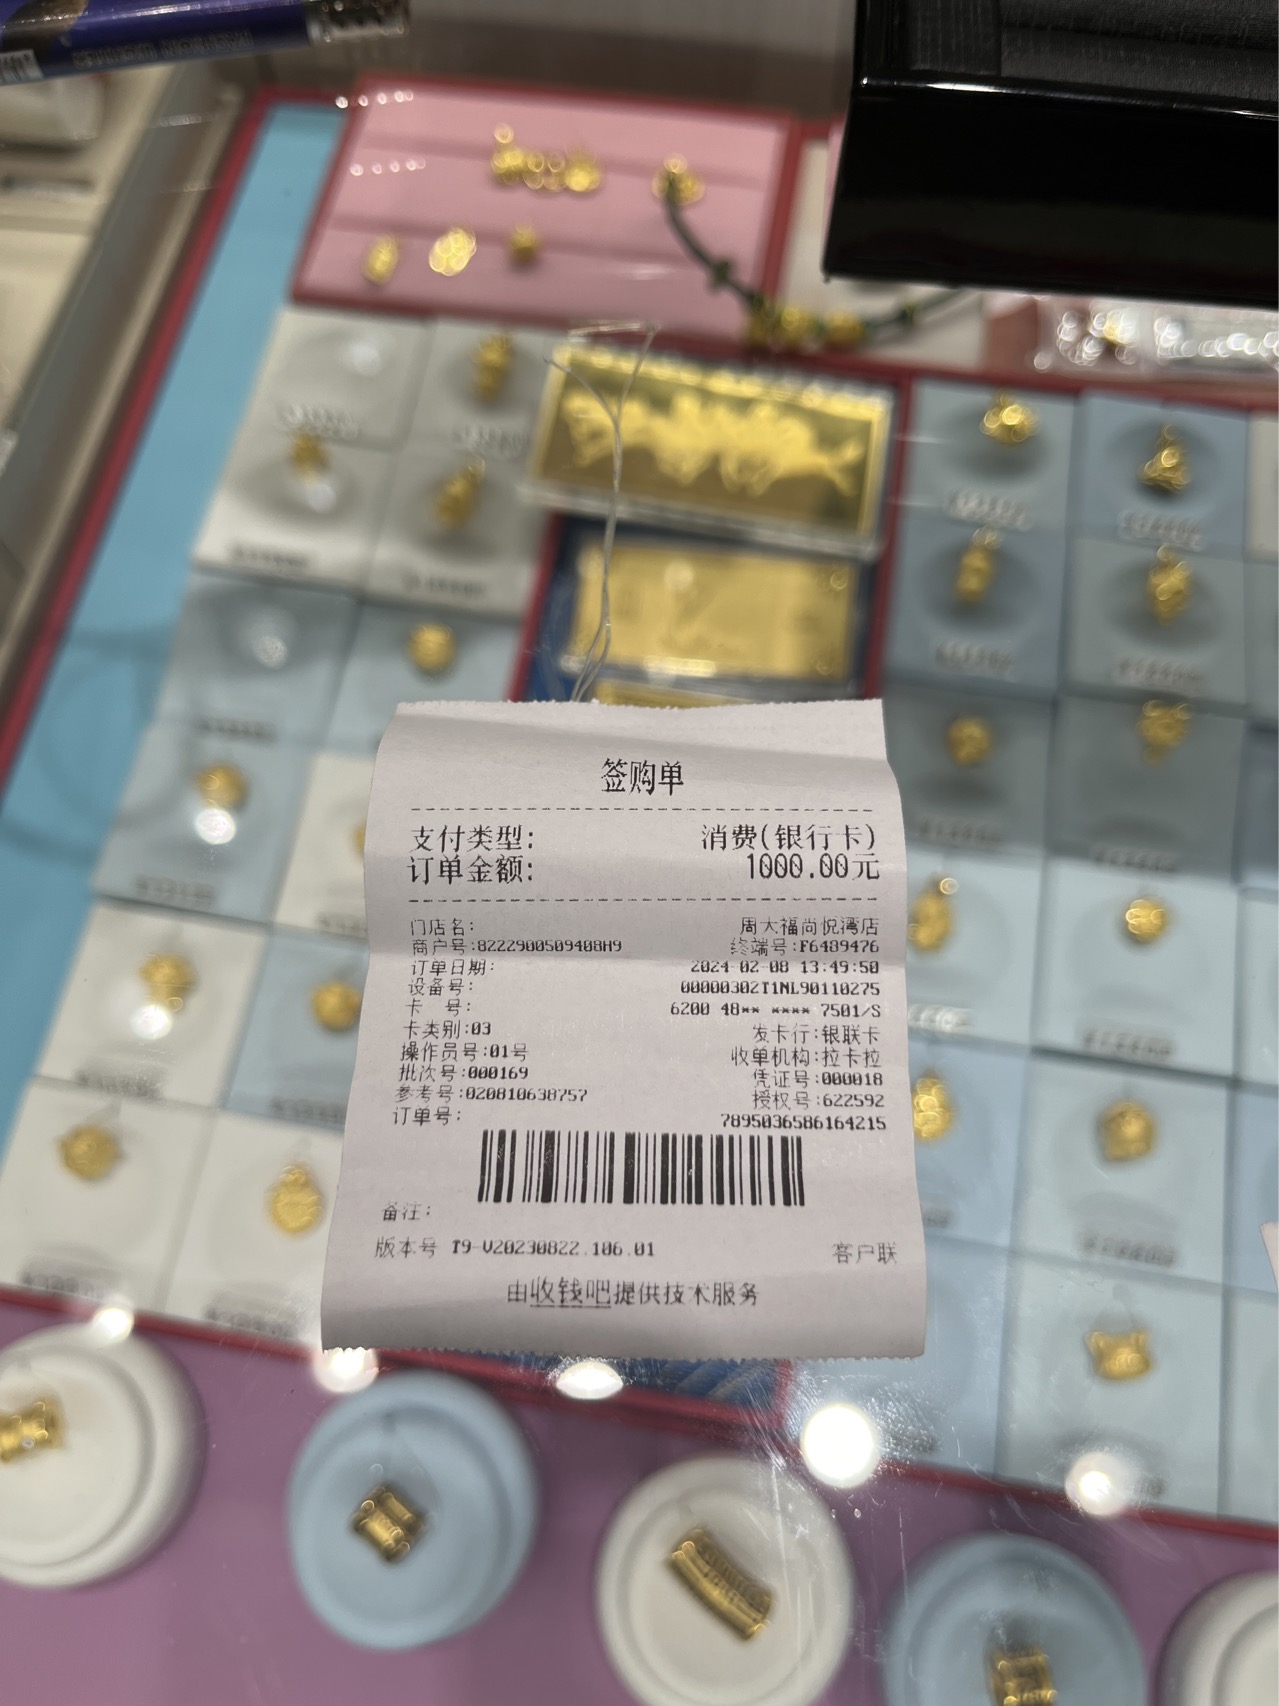 签购单
支付类型: 消费(银行卡)
订单金额: 1000.00元
门店名: 周大福尚悦湾店
商户号:8222900509408H9 终端号:F6489476
订单日期: 2024-02-08 13:49:50
设备号: 00000302T1NL90110275
卡 号: 6200 48** **** 7501/S
卡类别:03 发卡行:银联卡
操作员号:01号 收单机构:拉卡拉
批次号:000169 凭证号:000018
参考号:020810638757 授权号:622592
订单号: 7895036586164215
备注:
版本号 T9-V20230822.106.01 客户联
由收钱吧提供技术服务